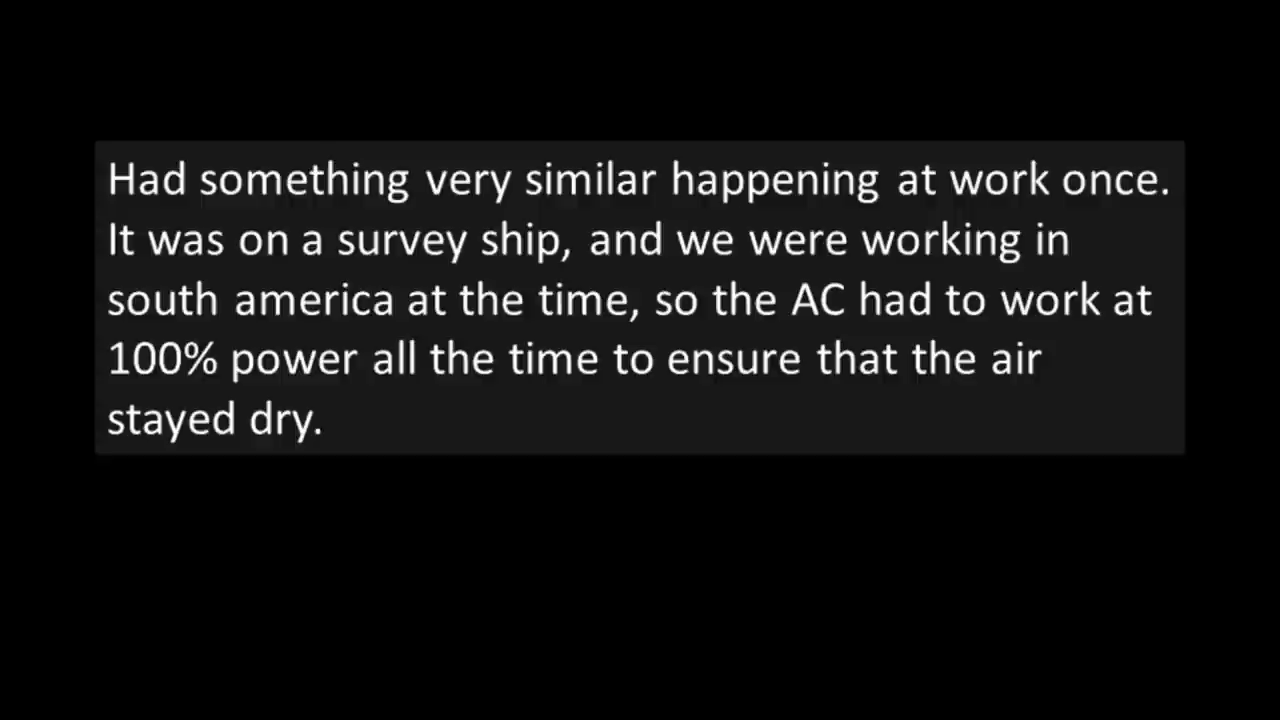 Had something very similar happening at work once.
It was on a survey ship, and we were working in
south america at the time, so the AC had to work at
100% power all the time to ensure that the air
stayed dry.